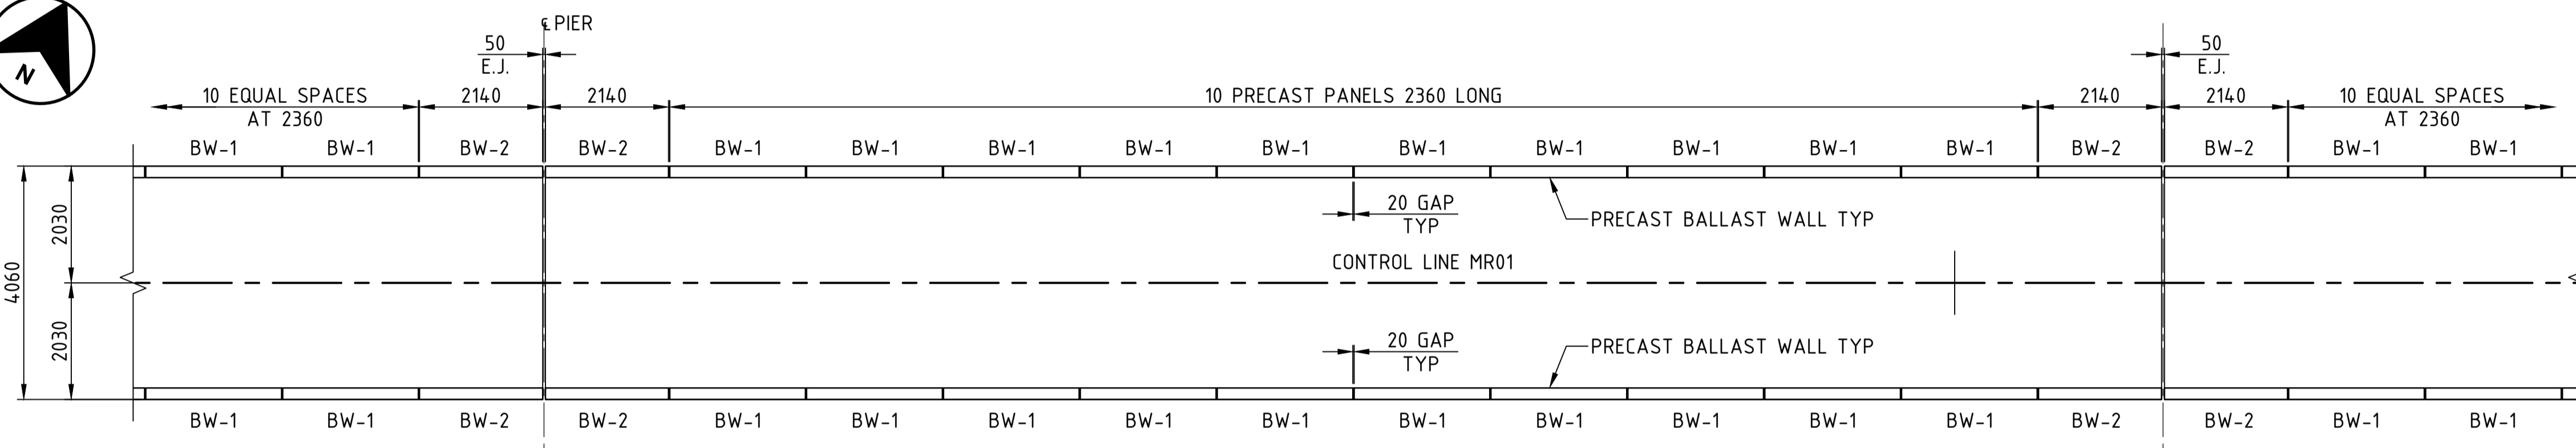 ℄ PIER
50
E.J.
50
E.J.
N
10 EQUAL SPACES
AT 2360
2140
2140
10 PRECAST PANELS 2360 LONG
2140
2140
10 EQUAL SPACES
AT 2360
BW-1 BW-1 BW-2 BW-2 BW-1 BW-1 BW-1 BW-1 BW-1 BW-1 BW-1 BW-1 BW-1 BW-1 BW-2 BW-2 BW-1 BW-1
20 GAP
TYP
PRECAST BALLAST WALL TYP
2030
4060
CONTROL LINE MR01
2030
20 GAP
TYP
PRECAST BALLAST WALL TYP
BW-1 BW-1 BW-2 BW-2 BW-1 BW-1 BW-1 BW-1 BW-1 BW-1 BW-1 BW-1 BW-1 BW-1 BW-2 BW-2 BW-1 BW-1